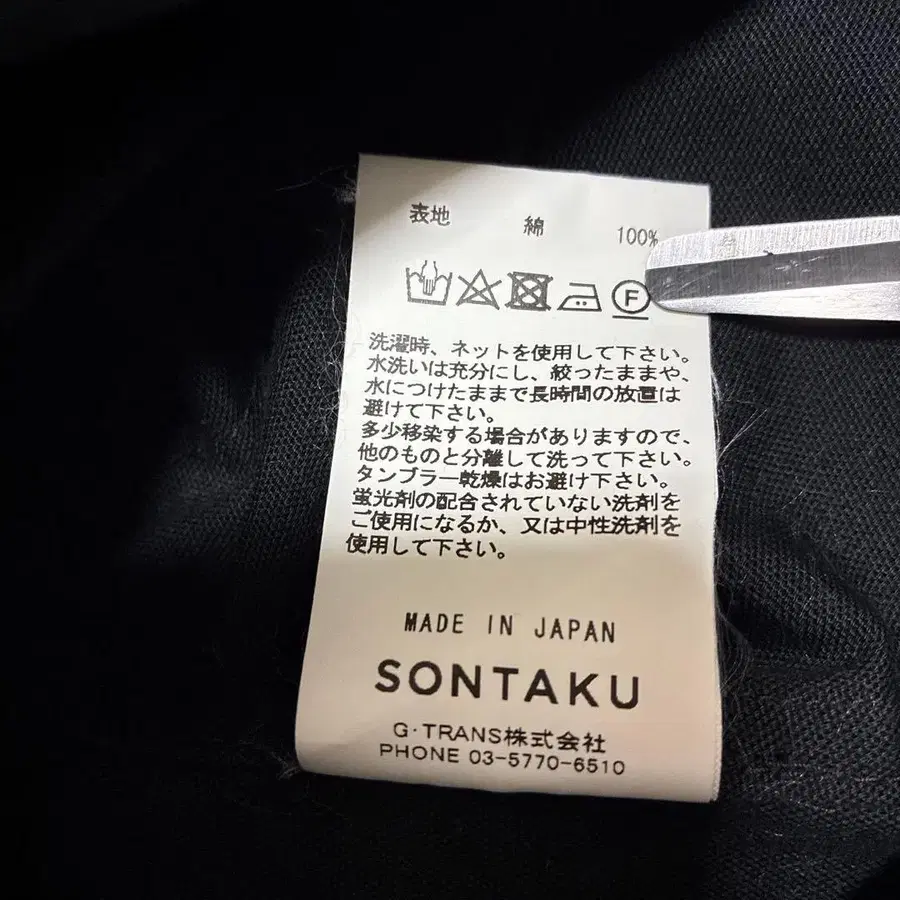 表地 綿 100%
F
洗濯時、ネットを使用して下さい。
水洗いは充分にし、絞ったままや、
水につけたままで長時間の放置は
避けて下さい。
多少移染する場合がありますので、
他のものと分離して洗って下さい。
タンブラー乾燥はお避け下さい。
蛍光剤の配合されていない洗剤を
ご使用になるか、又は中性洗剤を
使用して下さい。
MADE IN JAPAN
SONTAKU
G·TRANS株式会社
PHONE 03-5770-6510